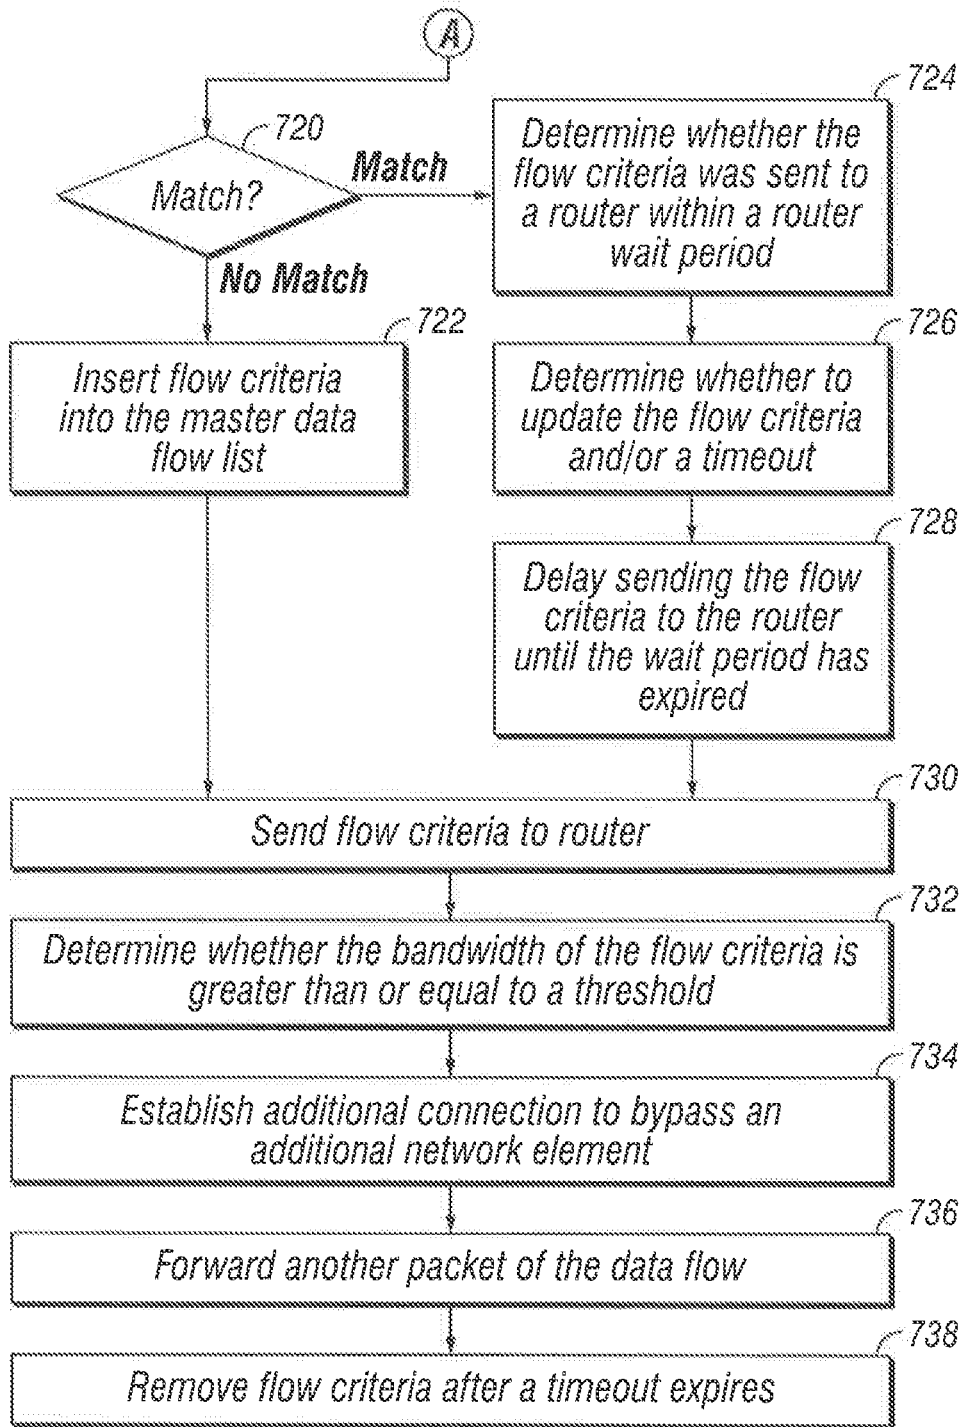 A
724
720
Determine whether the
flow criteria was sent to
a router within a router
wait period
Match
Match?
No Match
722
726
Insert flow criteria
into the master data
flow list
Determine whether to
update the flow criteria
and/or a timeout
728
Delay sending the flow
criteria to the router
until the wait period has
expired
730
Send flow criteria to router
732
Determine whether the bandwidth of the flow criteria is
greater than or equal to a threshold
734
Establish additional connection to bypass an
additional network element
736
Forward another packet of the data flow
738
Remove flow criteria after a timeout expires